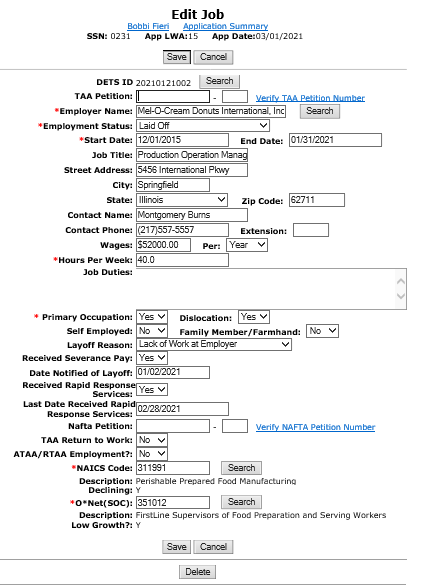 Edit Job
Bobbi Fieri Application Summary
SSN: 0231 App LWA:15 App Date:03/01/2021
Save Cancel
DETS ID 20210121002 Search
TAA Petition: - Verify TAA Petition Number
*Employer Name: Mel-O-Cream Donuts International, Inc Search
*Employment Status: Laid Off
*Start Date: 12/01/2015 End Date: 01/31/2021
Job Title: Production Operation Manag
Street Address: 5456 International Pkwy
City: Springfield
State: Illinois Zip Code: 62711
Contact Name: Montgomery Burns
Contact Phone: (217)557-5557 Extension:
Wages: $52000.00 Per: Year
*Hours Per Week: 40.0
Job Duties:
* Primary Occupation: Yes Dislocation: Yes
Self Employed: No Family Member/Farmhand: No
Layoff Reason: Lack of Work at Employer
Received Severance Pay: Yes
Date Notified of Layoff: 01/02/2021
Received Rapid Response
Services: Yes
Last Date Received Rapid
Response Services: 02/28/2021
Nafta Petition: - Verify NAFTA Petition Number
TAA Return to Work: No
ATAA/RTAA Employment?: No
*NAICS Code: 311991 Search
Description: Perishable Prepared Food Manufacturing
Declining: Y
*O*Net(SOC): 351012 Search
Description: FirstLine Supervisors of Food Preparation and Serving Workers
Low Growth?: Y
Save Cancel
Delete